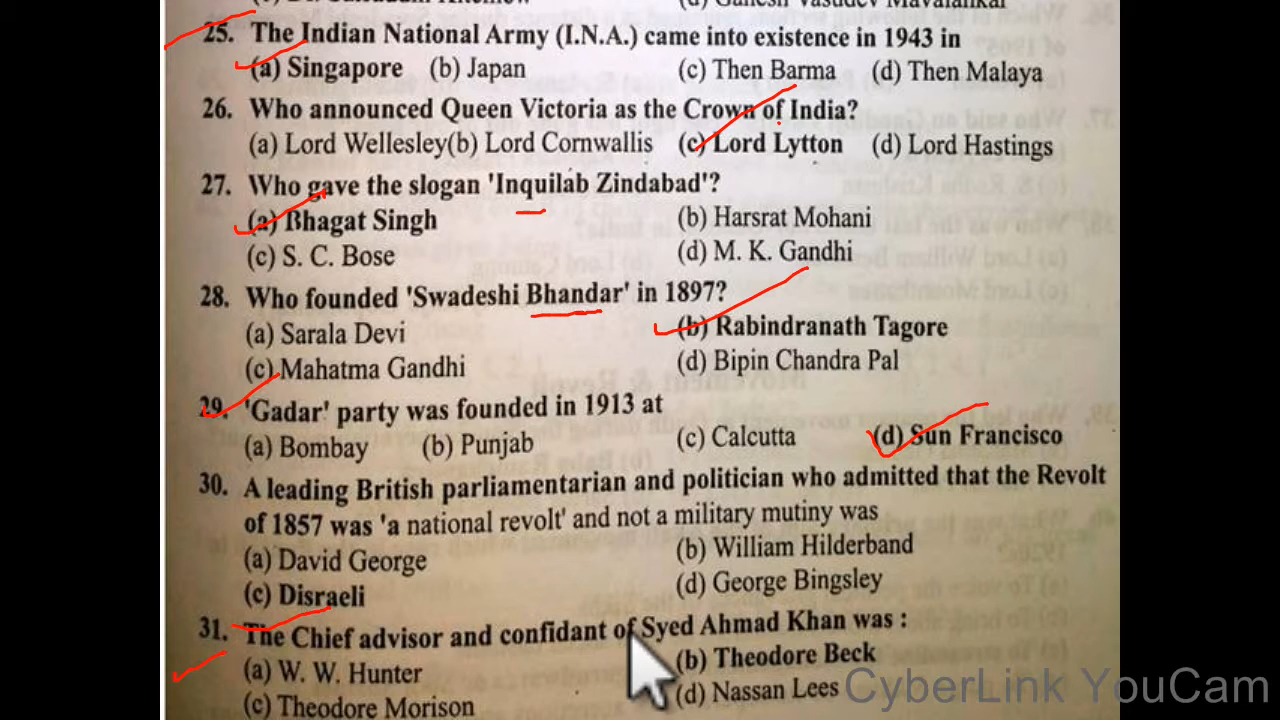 25. The Indian National Army (I.N.A.) came into existence in 1943 in
(a) Singapore (b) Japan (c) Then Barma (d) Then Malaya
26. Who announced Queen Victoria as the Crown of India?
(a) Lord Wellesley(b) Lord Cornwallis (c) Lord Lytton (d) Lord Hastings
27. Who gave the slogan 'Inquilab Zindabad'?
(a) Bhagat Singh (b) Harsrat Mohani
(c) S. C. Bose (d) M. K. Gandhi
28. Who founded 'Swadeshi Bhandar' in 1897?
(a) Sarala Devi (b) Rabindranath Tagore
(c) Mahatma Gandhi (d) Bipin Chandra Pal
29. 'Gadar' party was founded in 1913 at
(a) Bombay (b) Punjab (c) Calcutta (d) Sun Francisco
30. A leading British parliamentarian and politician who admitted that the Revolt
of 1857 was 'a national revolt' and not a military mutiny was
(a) David George (b) William Hilderband
(c) Disraeli (d) George Bingsley
31. The Chief advisor and confidant of Syed Ahmad Khan was :
(a) W. W. Hunter (b) Theodore Beck
(c) Theodore Morison (d) Nassan Lees
CyberLink YouCam